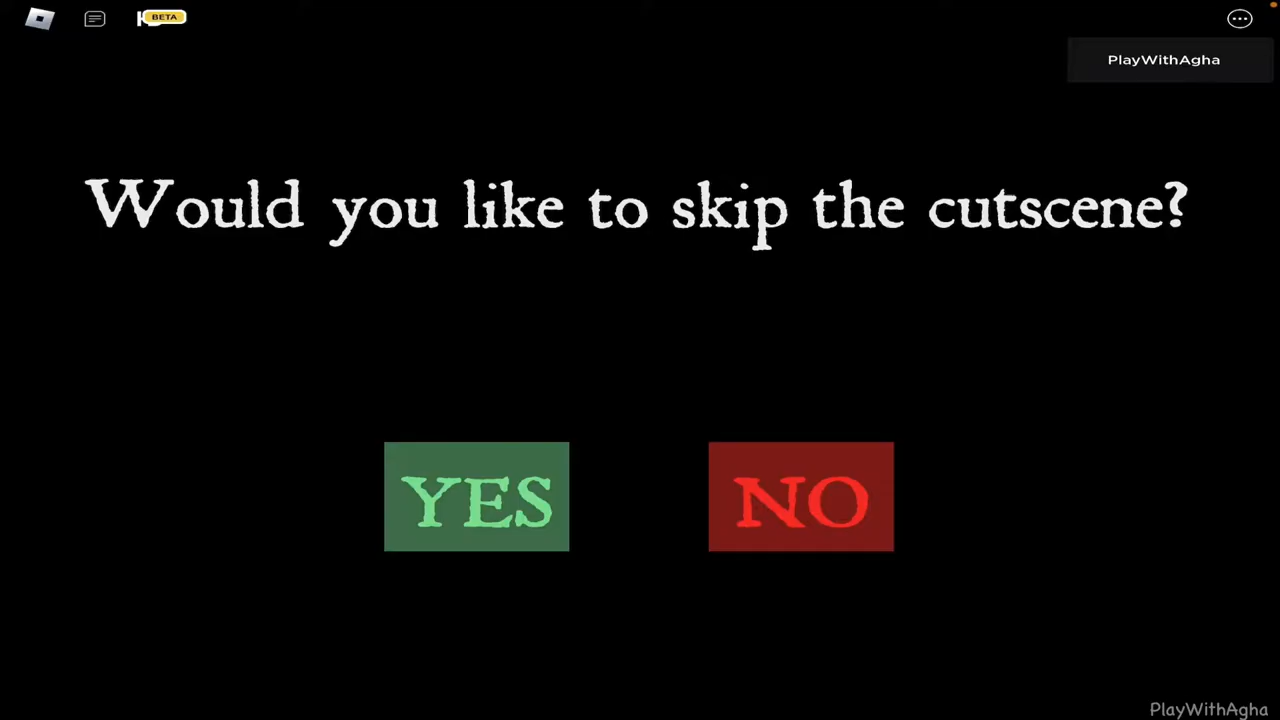 BETA
PlayWithAgha
Would you like to skip the cutscene?
YES NO
PlayWithAgha